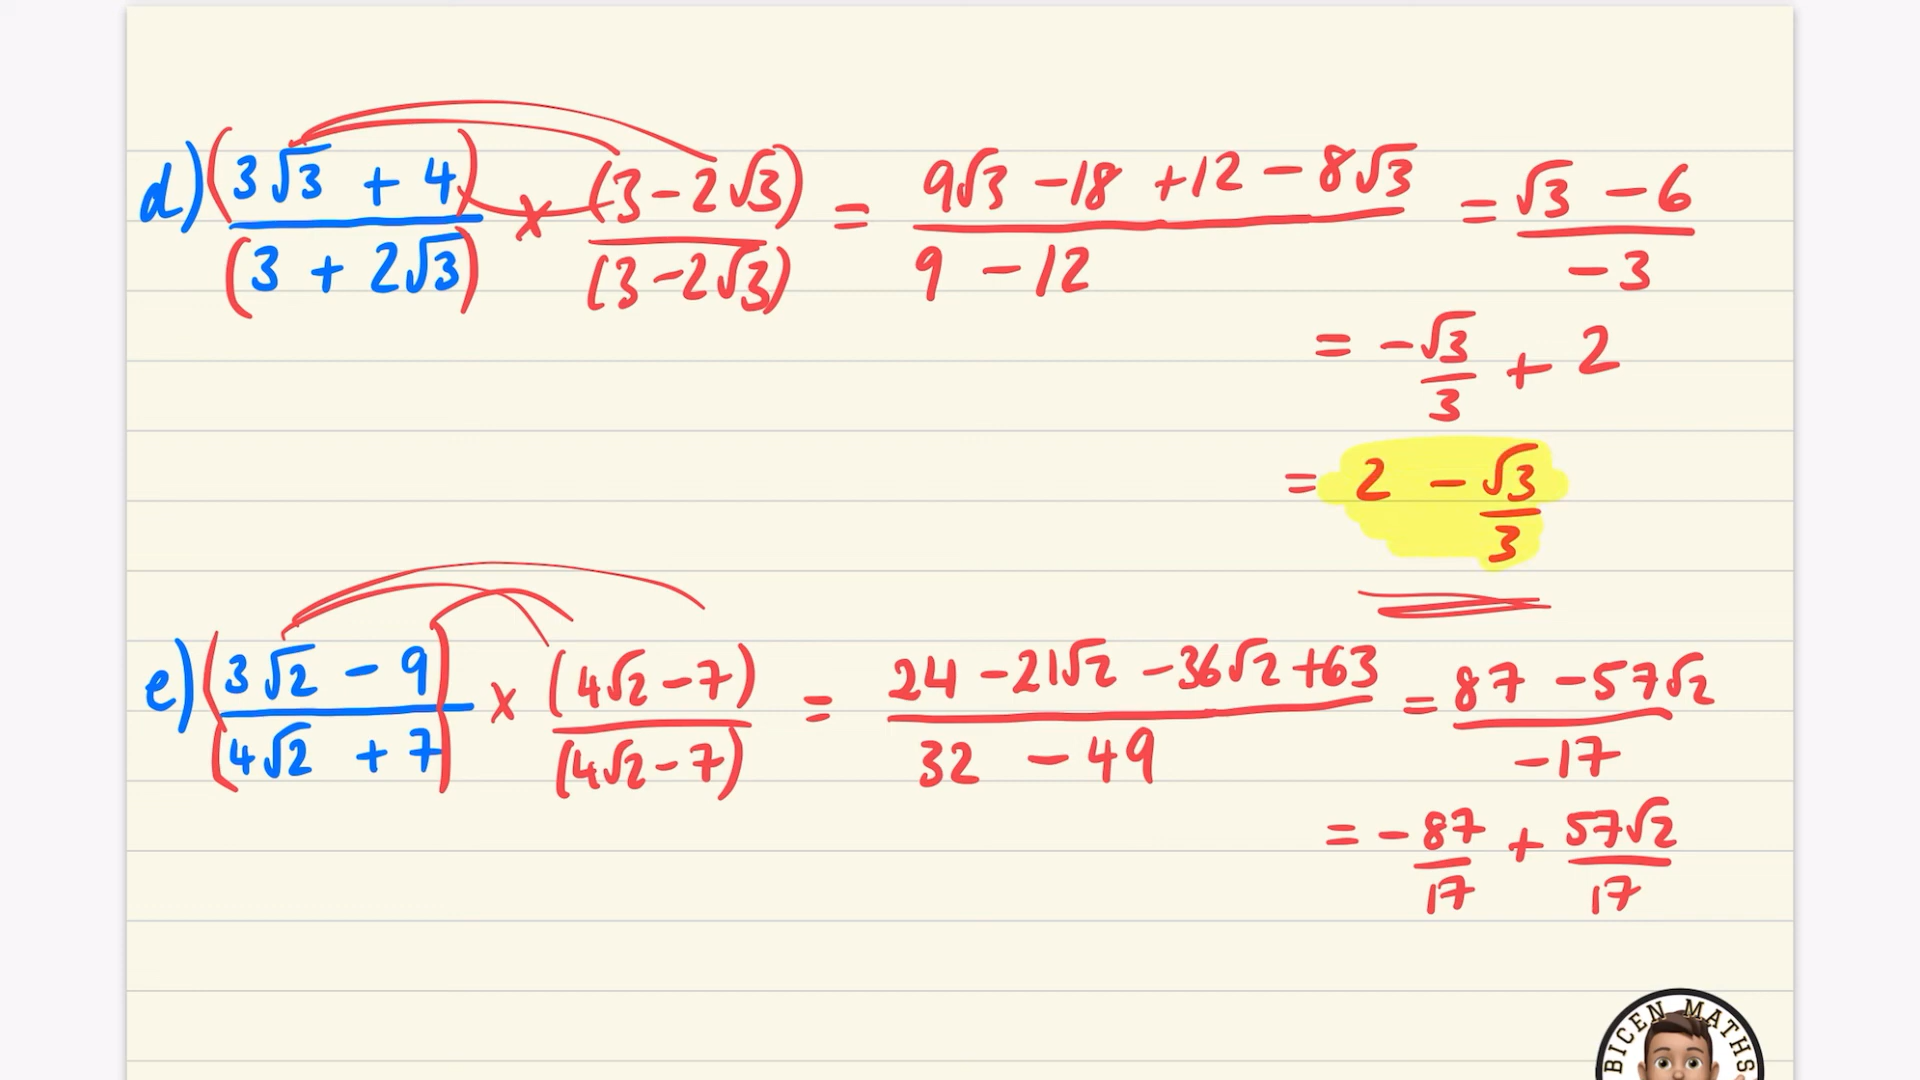 d) (3√3 + 4)/(3 + 2√3) × (3-2√3)/(3-2√3) = (9√3 -18 +12 -8√3)/(9 -12) = (√3 -6)/(-3)
= -√3/3 + 2
= 2 - √3/3
e) (3√2 - 9)/(4√2 + 7) × (4√2-7)/(4√2-7) = (24 -21√2 -36√2 +63)/(32 -49) = (87 -57√2)/(-17)
= -87/17 + 57√2/17
BICEN MATHS